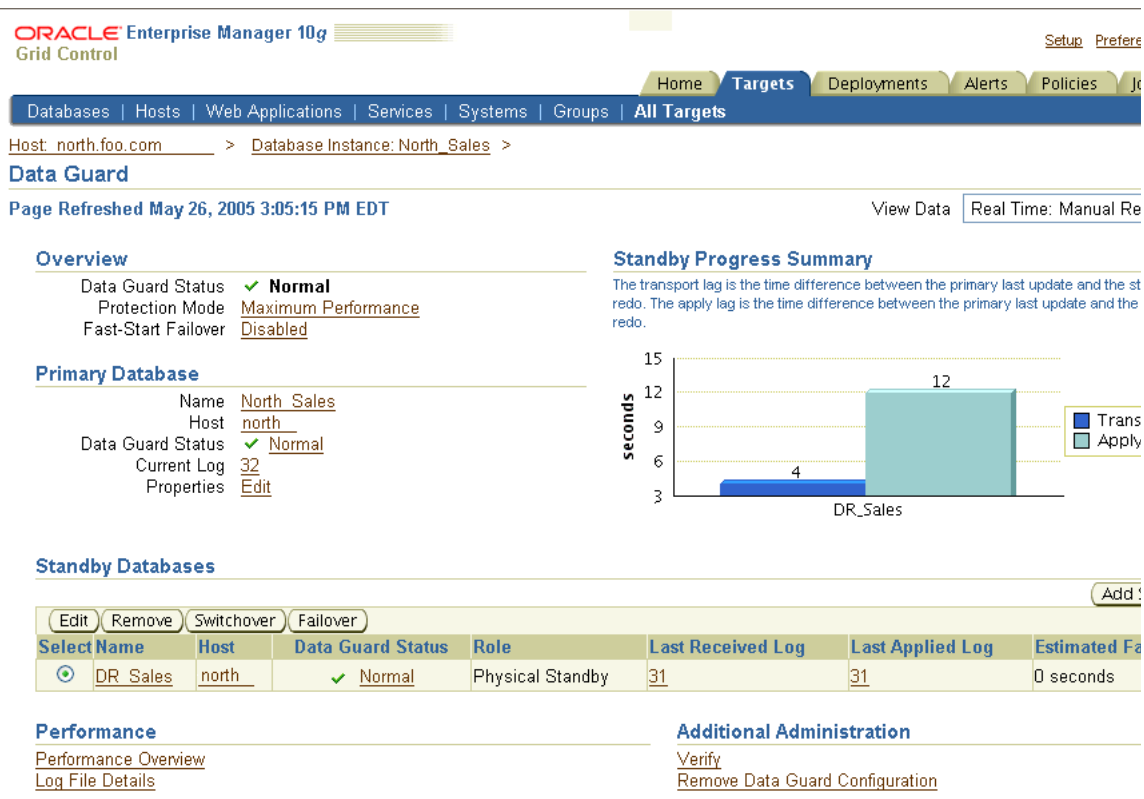 ORACLE Enterprise Manager 10g
Grid Control
Setup Prefere
Home Targets Deployments Alerts Policies Jo
Databases | Hosts | Web Applications | Services | Systems | Groups | All Targets
Host: north.foo.com > Database Instance: North_Sales >
Data Guard
Page Refreshed May 26, 2005 3:05:15 PM EDT
View Data Real Time: Manual Re
Overview
Data Guard Status Normal
Protection Mode Maximum Performance
Fast-Start Failover Disabled
Primary Database
Name North_Sales
Host north
Data Guard Status Normal
Current Log 32
Properties Edit
Standby Progress Summary
The transport lag is the time difference between the primary last update and the st
redo. The apply lag is the time difference between the primary last update and the
redo.
15
12
9
6
3
seconds
4
12
DR_Sales
Trans
Apply
Standby Databases
Add S
Edit Remove Switchover Failover
Select Name Host Data Guard Status Role Last Received Log Last Applied Log Estimated Fa
DR_Sales north Normal Physical Standby 31 31 0 seconds
Performance
Performance Overview
Log File Details
Additional Administration
Verify
Remove Data Guard Configuration